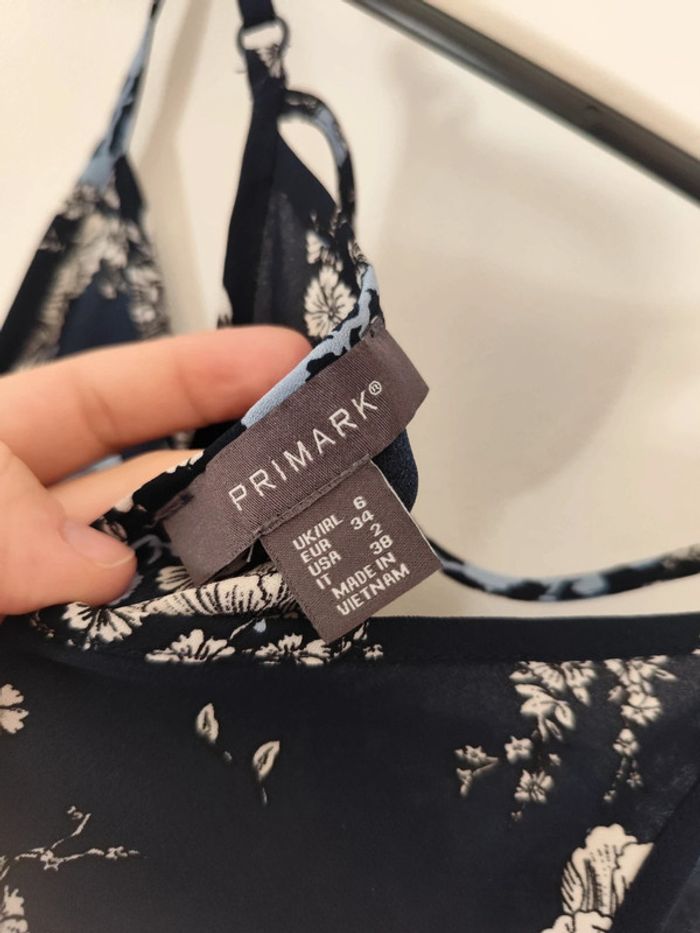 PRIMARK®
UK/IRL 6
EUR 34
USA 2
IT 38
MADE IN
VIETNAM